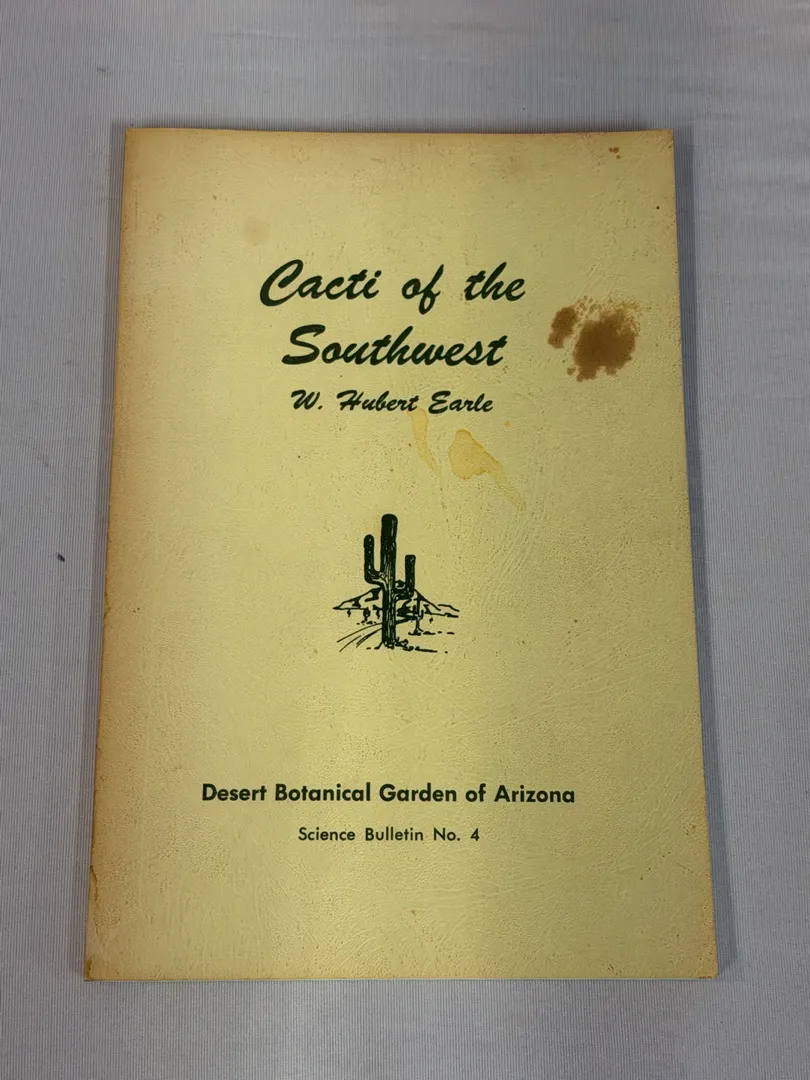 Cacti of the
Southwest
W. Hubert Earle
Desert Botanical Garden of Arizona
Science Bulletin No. 4